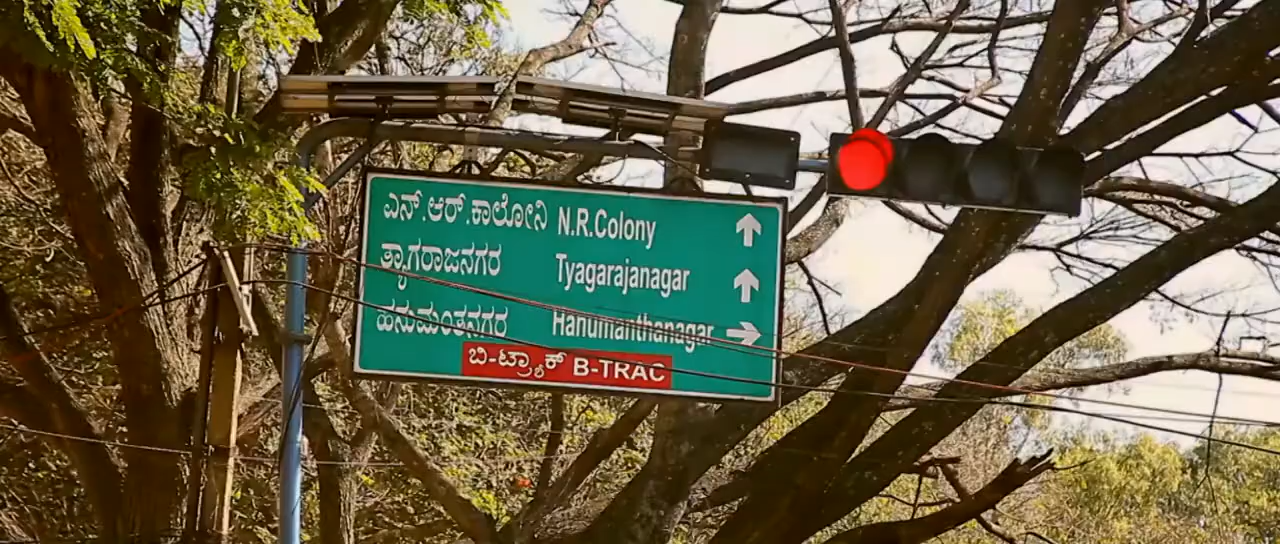 ಎನ್.ಆರ್.ಕಾಲೋನಿ N.R.Colony
ತ್ಯಾಗರಾಜನಗರ Tyagarajanagar
ಹನುಮಂತನಗರ Hanumanthanagar
ಬಿ-ಟ್ರ್ಯಾಕ್ B-TRAC